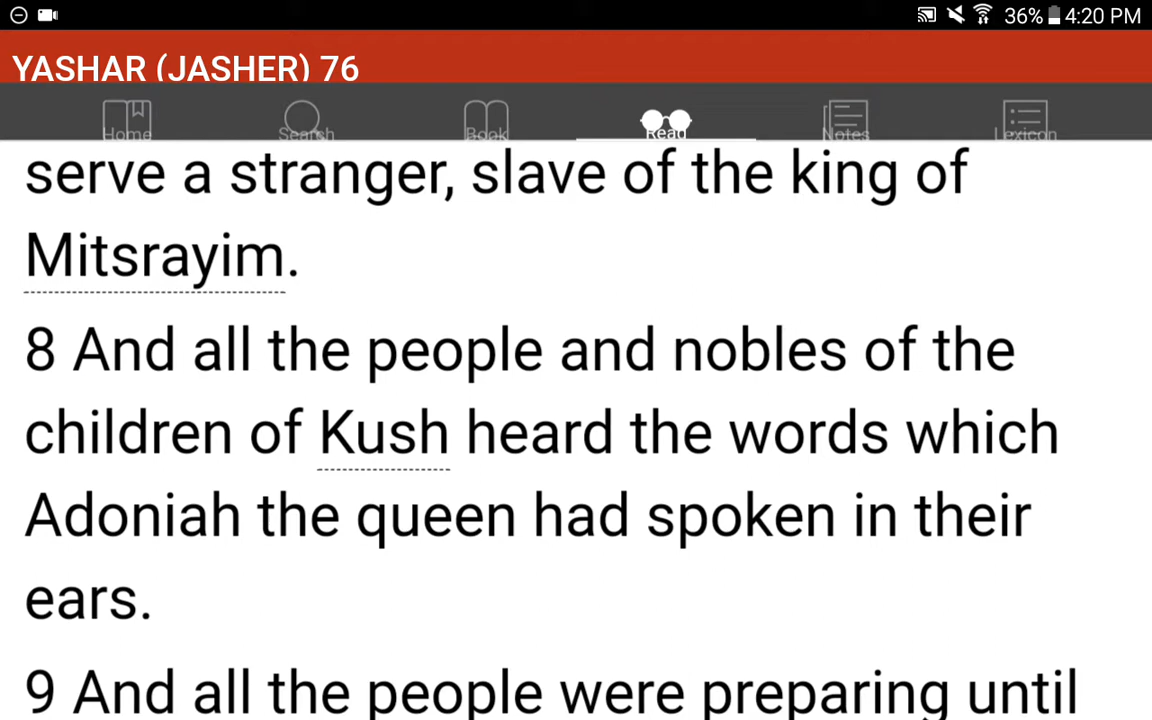 36% 4:20 PM
YASHAR (JASHER) 76
Home Search Book Read Notes Lexicon
serve a stranger, slave of the king of
Mitsrayim.
8 And all the people and nobles of the
children of Kush heard the words which
Adoniah the queen had spoken in their
ears.
9 And all the people were preparing until